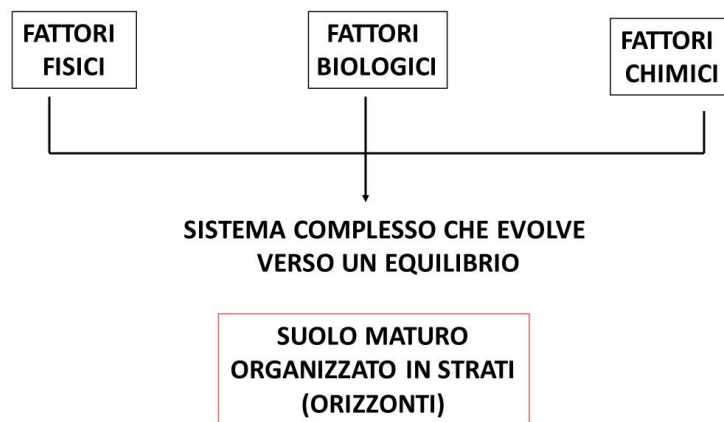 FATTORI
FISICI
FATTORI
BIOLOGICI
FATTORI
CHIMICI
SISTEMA COMPLESSO CHE EVOLVE
VERSO UN EQUILIBRIO
SUOLO MATURO
ORGANIZZATO IN STRATI
(ORIZZONTI)